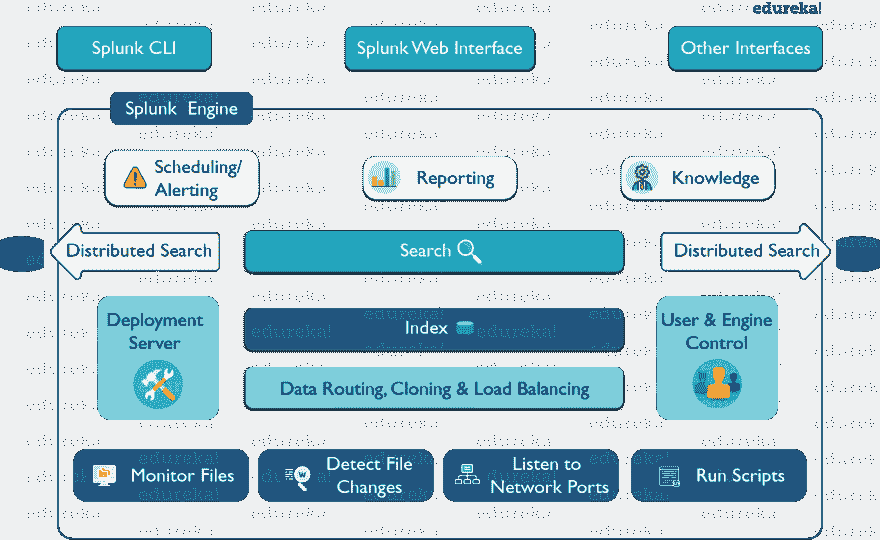 edureka!
Splunk CLI
Splunk Web Interface
Other Interfaces
Splunk Engine
Scheduling/
Alerting
Reporting
Knowledge
Distributed Search
Search
Distributed Search
Deployment
Server
Index
User & Engine
Control
Data Routing, Cloning & Load Balancing
Monitor Files
Detect File
Changes
Listen to
Network Ports
Run Scripts